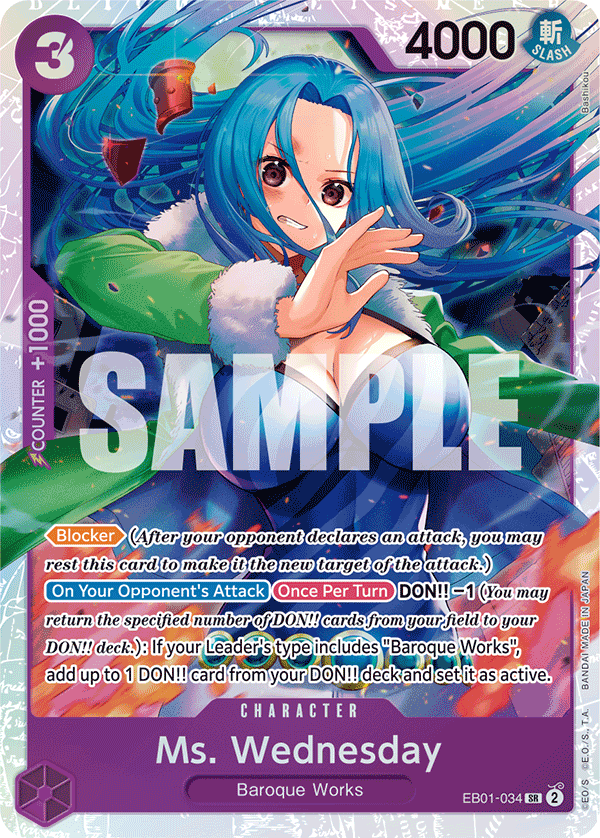 3
4000
斬
SLASH
Bashikou
COUNTER +1000
SAMPLE
Blocker (After your opponent declares an attack, you may
rest this card to make it the new target of the attack.)
On Your Opponent's Attack Once Per Turn DON!! −1 (You may
return the specified number of DON!! cards from your field to your
DON!! deck.): If your Leader's type includes "Baroque Works",
add up to 1 DON!! card from your DON!! deck and set it as active.
©E.O./S., T.A. BANDAI MADE IN JAPAN
©EO/S
CHARACTER
Ms. Wednesday
Baroque Works
EB01-034 SR 2